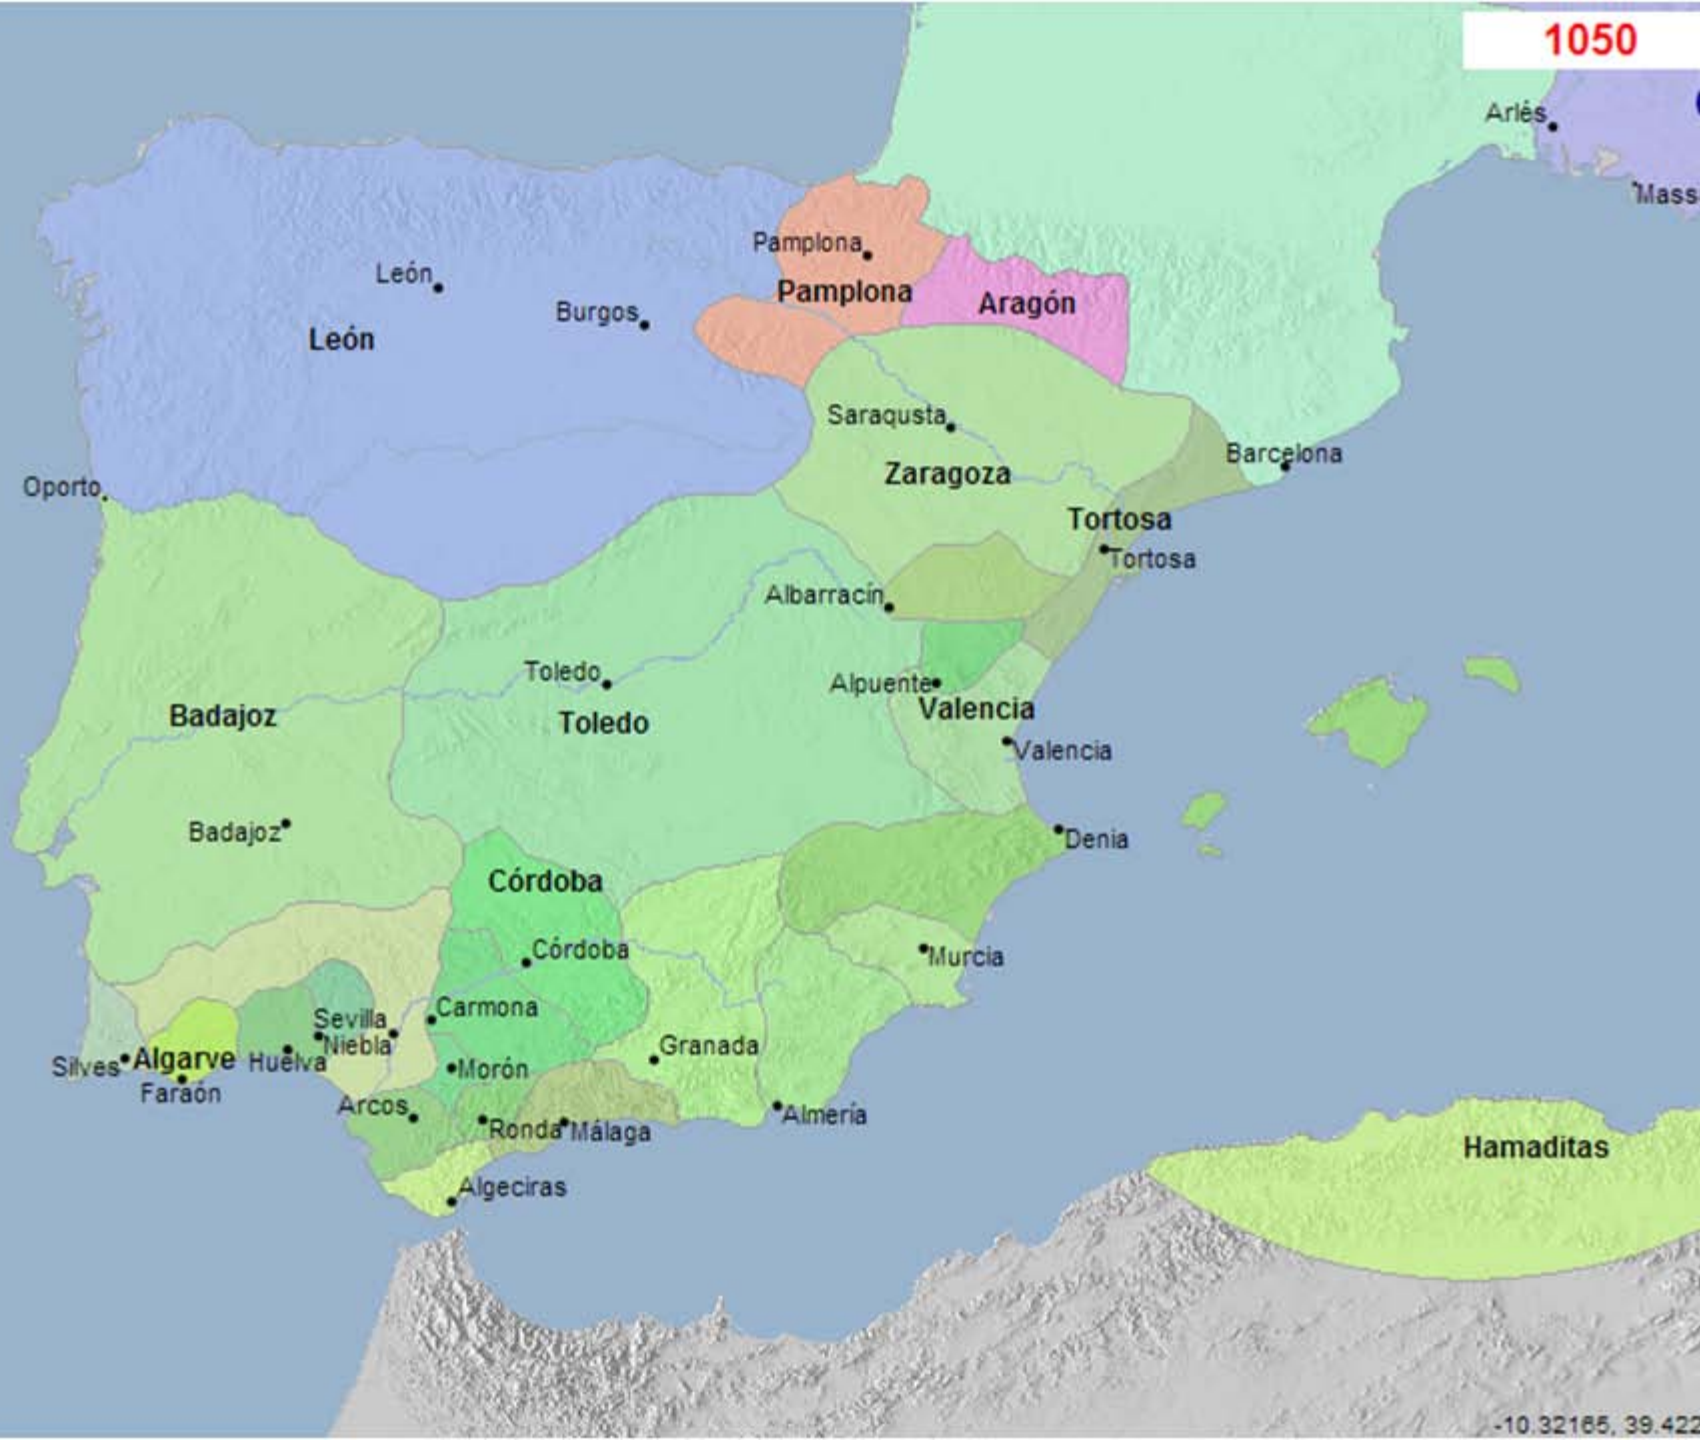 1050
Arlés
Mass
Pamplona
León
Pamplona
Aragón
Burgos
León
Saraqusta
Barcelona
Zaragoza
Oporto
Tortosa
Tortosa
Albarracín
Toledo
Alpuente
Badajoz
Toledo
Valencia
Valencia
Badajoz
Denia
Córdoba
Córdoba
Murcia
Carmona
Sevilla
Niebla
Granada
Silves
Algarve
Huelva
Morón
Faraón
Arcos
Almería
Ronda
Málaga
Hamaditas
Algeciras
-10.32165, 39.422